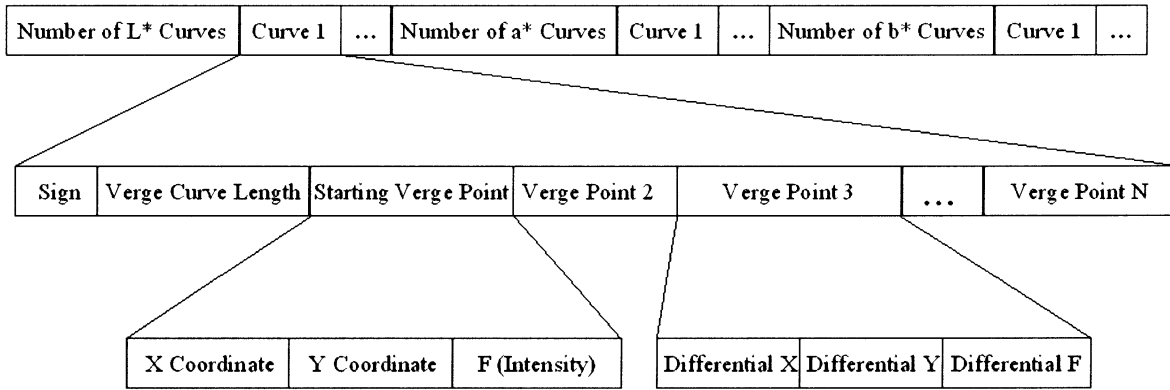 Number of L* Curves Curve 1 ... Number of a* Curves Curve 1 ... Number of b* Curves Curve 1 ...
Sign Verge Curve Length Starting Verge Point Verge Point 2 Verge Point 3 ... Verge Point N
X Coordinate Y Coordinate F (Intensity) Differential X Differential Y Differential F